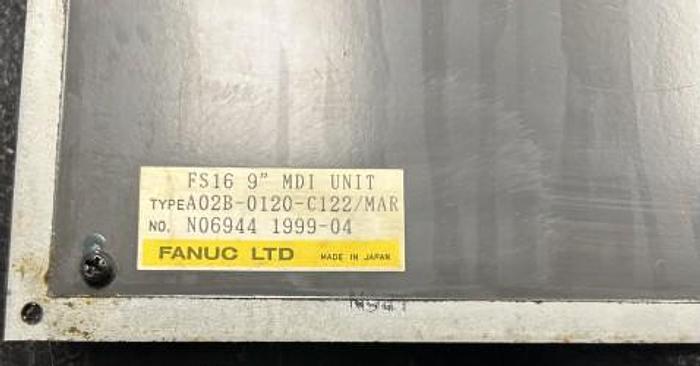 FS16 9" MDI UNIT
TYPE A02B-0120-C122/MAR
NO. N06944 1999-04
FANUC LTD MADE IN JAPAN